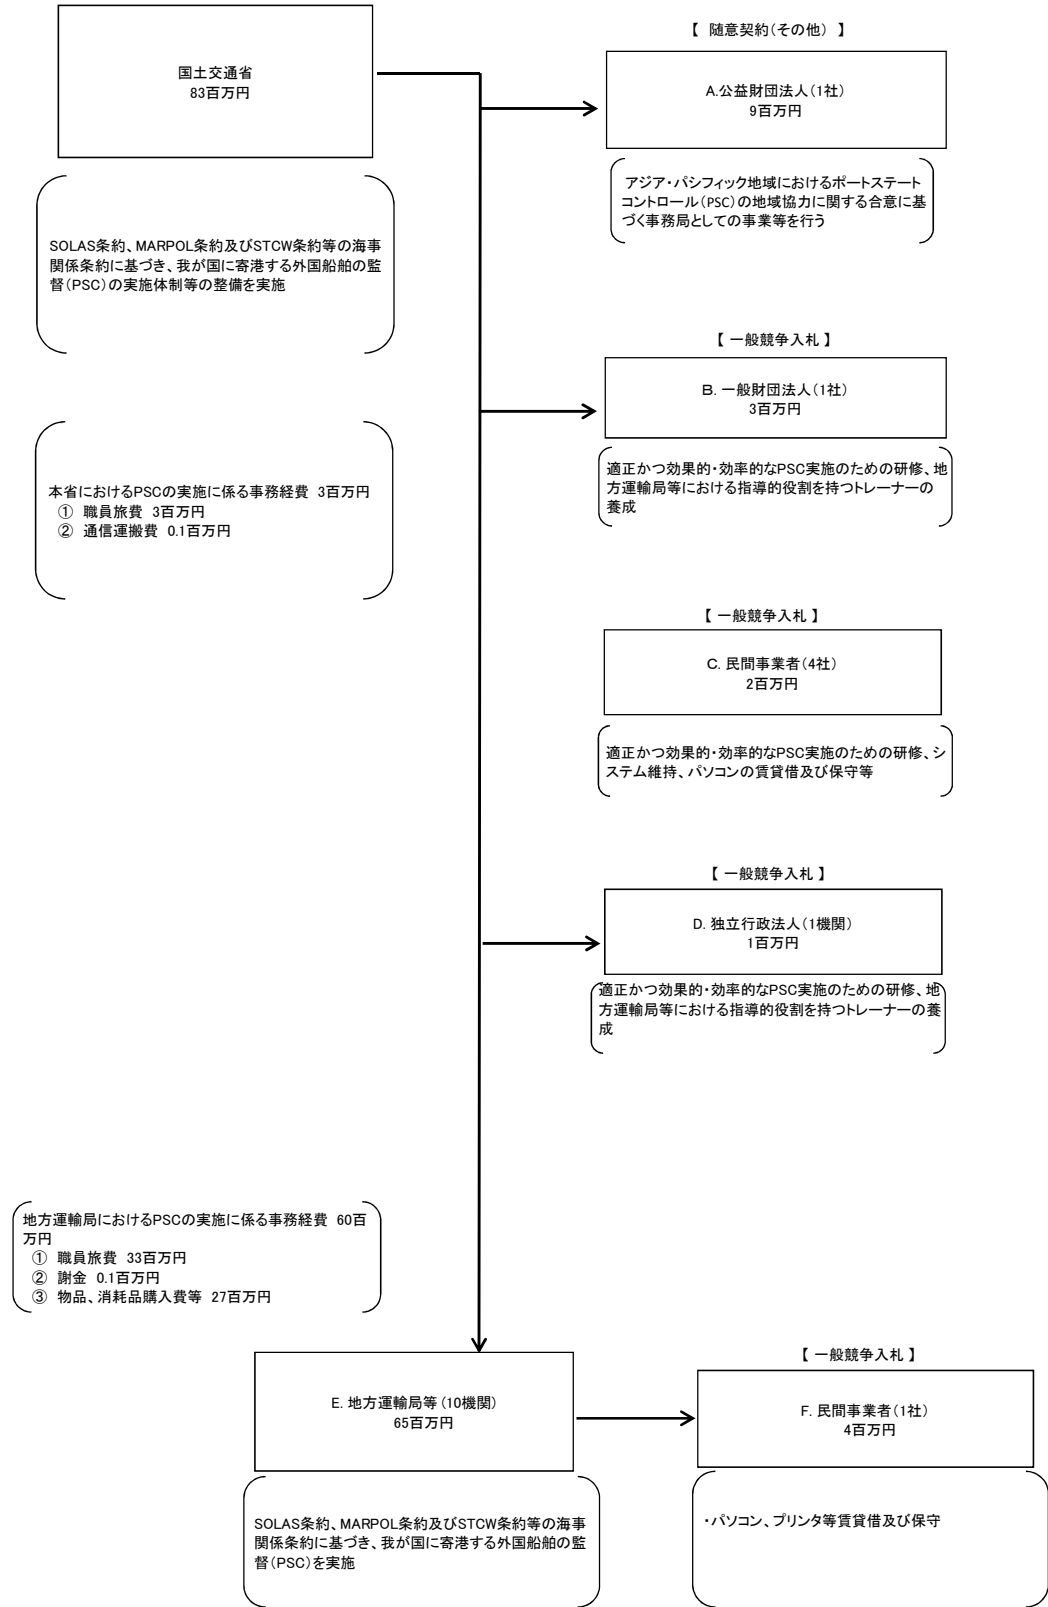 国土交通省
83百万円
SOLAS条約、MARPOL条約及びSTCW条約等の海事
関係条約に基づき、我が国に寄港する外国船舶の監
督(PSC)の実施体制等の整備を実施
本省におけるPSCの実施に係る事務経費 3百万円
① 職員旅費 3百万円
② 通信運搬費 0.1百万円
【 随意契約(その他) 】
A.公益財団法人(1社)
9百万円
アジア・パシフィック地域におけるポートステート
コントロール(PSC)の地域協力に関する合意に基
づく事務局としての事業等を行う
【 一般競争入札 】
B. 一般財団法人(1社)
3百万円
適正かつ効果的・効率的なPSC実施のための研修、地
方運輸局等における指導的役割を持つトレーナーの
養成
【 一般競争入札 】
C. 民間事業者(4社)
2百万円
適正かつ効果的・効率的なPSC実施のための研修、シ
ステム維持、パソコンの賃貸借及び保守等
【 一般競争入札 】
D. 独立行政法人(1機関)
1百万円
適正かつ効果的・効率的なPSC実施のための研修、地
方運輸局等における指導的役割を持つトレーナーの養
成
地方運輸局におけるPSCの実施に係る事務経費 60百
万円
① 職員旅費 33百万円
② 謝金 0.1百万円
③ 物品、消耗品購入費等 27百万円
E. 地方運輸局等(10機関)
65百万円
SOLAS条約、MARPOL条約及びSTCW条約等の海事
関係条約に基づき、我が国に寄港する外国船舶の監
督(PSC)を実施
【 一般競争入札 】
F. 民間事業者(1社)
4百万円
・パソコン、プリンタ等賃貸借及び保守